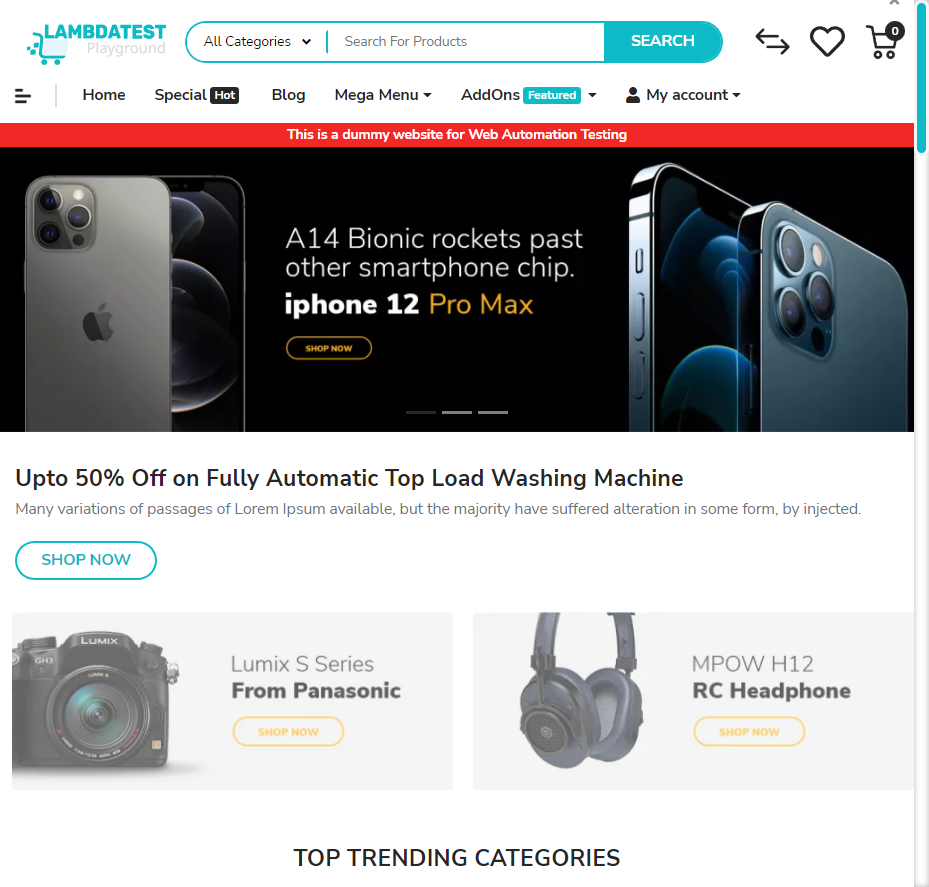 LAMBDATEST
Playground
All Categories
Search For Products
SEARCH
0
Home
Special Hot
Blog
Mega Menu
AddOns Featured
My account
This is a dummy website for Web Automation Testing
A14 Bionic rockets past
other smartphone chip.
iphone 12 Pro Max
SHOP NOW
Upto 50% Off on Fully Automatic Top Load Washing Machine
Many variations of passages of Lorem Ipsum available, but the majority have suffered alteration in some form, by injected.
SHOP NOW
LUMIX
GH3
Lumix S Series
From Panasonic
SHOP NOW
MPOW H12
RC Headphone
SHOP NOW
TOP TRENDING CATEGORIES